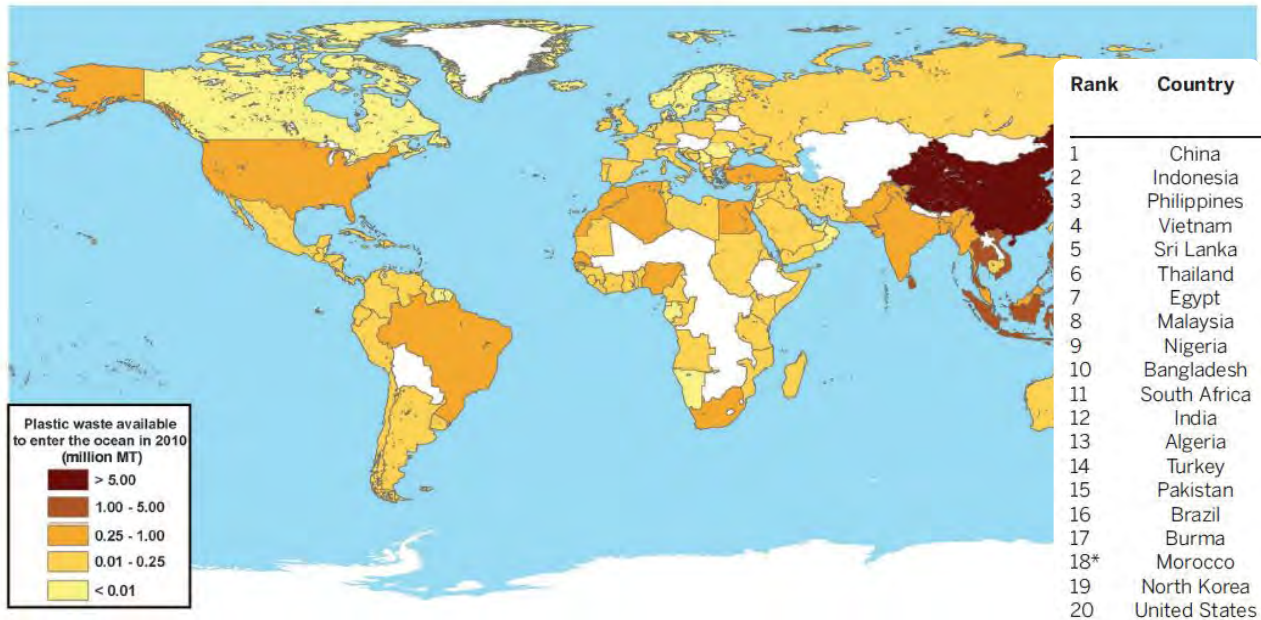 Plastic waste available
to enter the ocean in 2010
(million MT)
> 5.00
1.00 - 5.00
0.25 - 1.00
0.01 - 0.25
< 0.01
Rank Country
1 China
2 Indonesia
3 Philippines
4 Vietnam
5 Sri Lanka
6 Thailand
7 Egypt
8 Malaysia
9 Nigeria
10 Bangladesh
11 South Africa
12 India
13 Algeria
14 Turkey
15 Pakistan
16 Brazil
17 Burma
18* Morocco
19 North Korea
20 United States